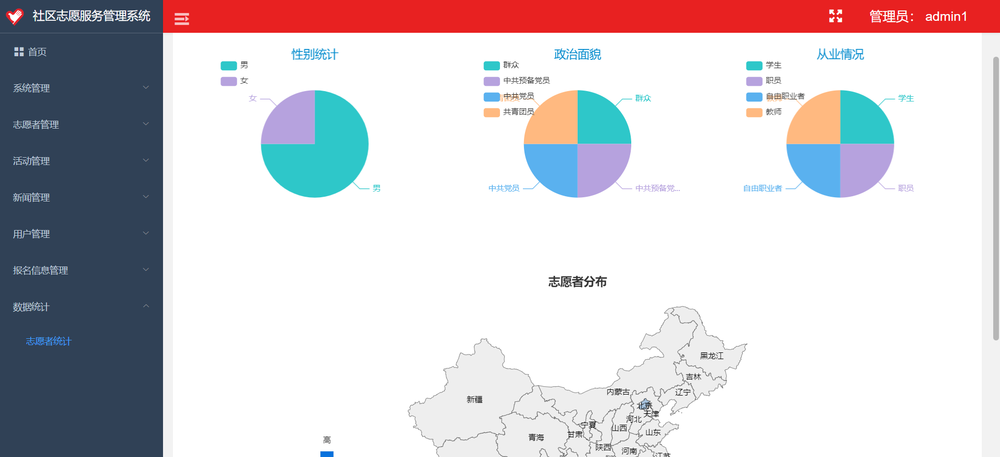 社区志愿服务管理系统
管理员： admin1
首页
系统管理
志愿者管理
活动管理
新闻管理
用户管理
报名信息管理
数据统计
志愿者统计
性别统计
男
女
女
男
政治面貌
群众
中共预备党员
中共党员
共青团员
群众
中共党员
中共预备党...
从业情况
学生
职员
自由职业者
教师
教师
学生
自由职业者
职员
志愿者分布
黑龙江
吉林
内蒙古
辽宁
新疆
北京
天津
河北
宁夏
山西
山东
甘肃
青海
陕西
河南
江苏
高